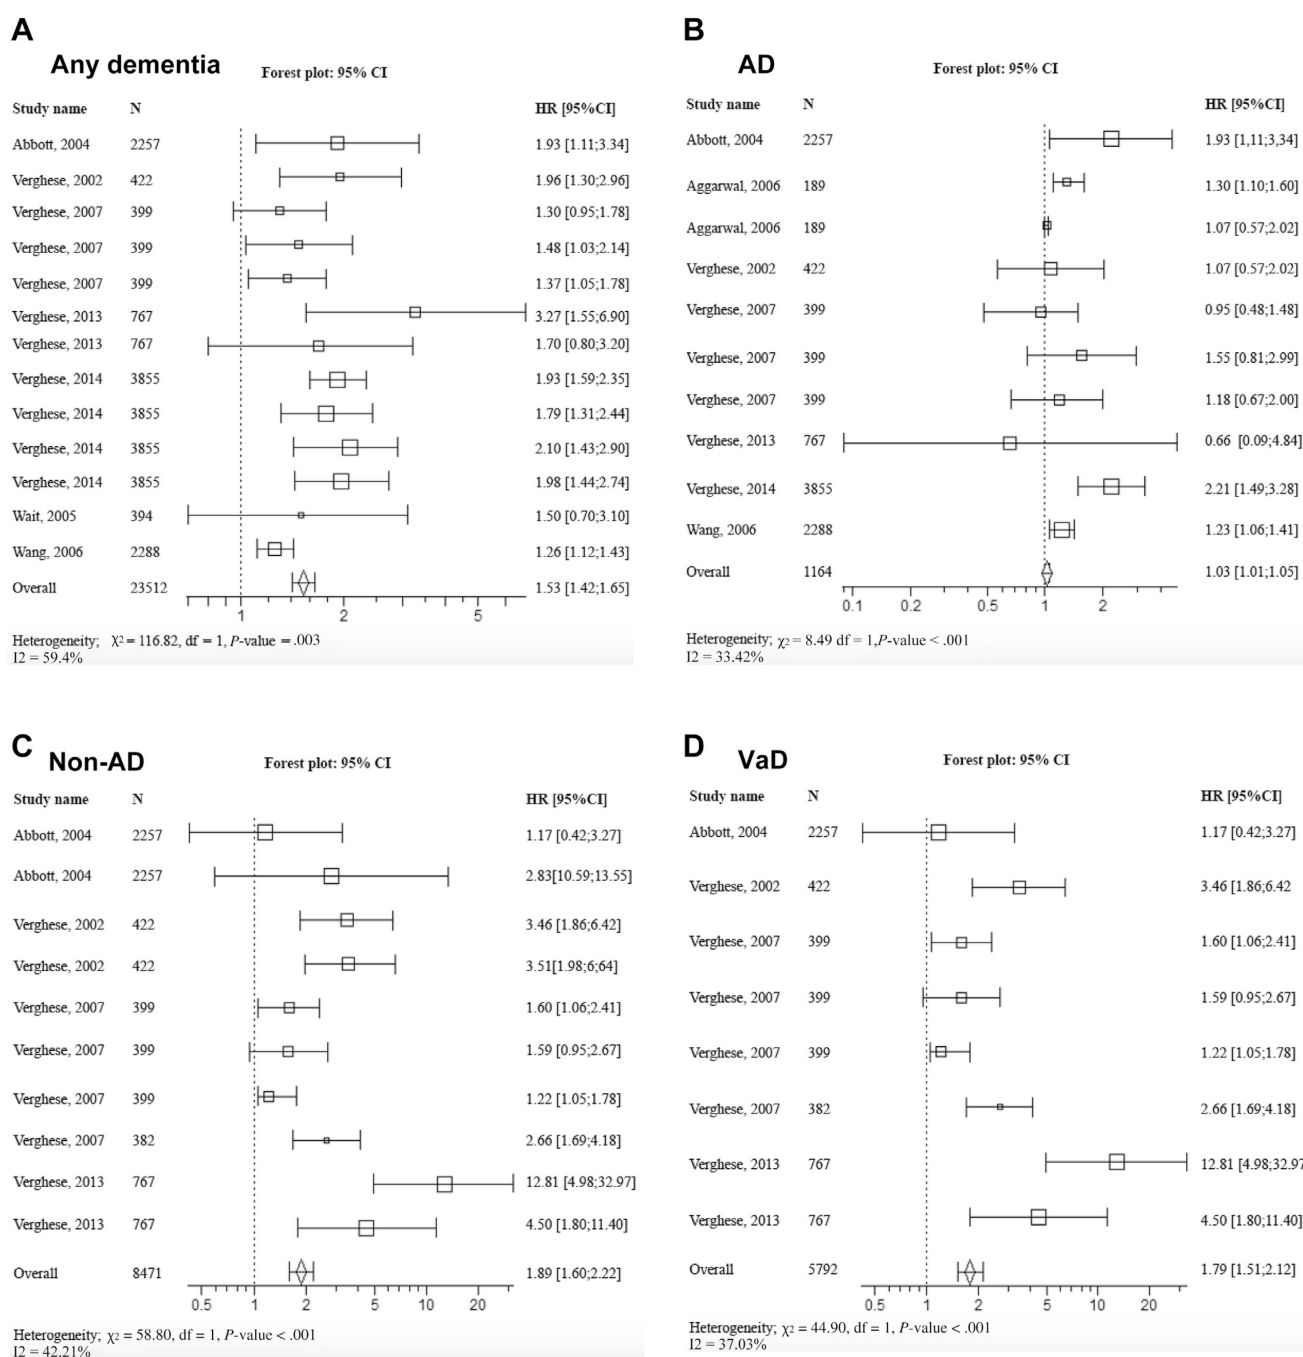 A
Any dementia
Forest plot: 95% CI
Study name N HR [95%CI]
Abbott, 2004 2257 1.93 [1.11;3.34]
Verghese, 2002 422 1.96 [1.30;2.96]
Verghese, 2007 399 1.30 [0.95;1.78]
Verghese, 2007 399 1.48 [1.03;2.14]
Verghese, 2007 399 1.37 [1.05;1.78]
Verghese, 2013 767 3.27 [1.55;6.90]
Verghese, 2013 767 1.70 [0.80;3.20]
Verghese, 2014 3855 1.93 [1.59;2.35]
Verghese, 2014 3855 1.79 [1.31;2.44]
Verghese, 2014 3855 2.10 [1.43;2.90]
Verghese, 2014 3855 1.98 [1.44;2.74]
Wait, 2005 394 1.50 [0.70;3.10]
Wang, 2006 2288 1.26 [1.12;1.43]
Overall 23512 1.53 [1.42;1.65]
1 2 5
Heterogeneity; χ2 = 116.82, df = 1, P-value = .003
I2 = 59.4%
B
AD
Forest plot: 95% CI
Study name N HR [95%CI]
Abbott, 2004 2257 1.93 [1,11;3,34]
Aggarwal, 2006 189 1.30 [1.10;1.60]
Aggarwal, 2006 189 1.07 [0.57;2.02]
Verghese, 2002 422 1.07 [0.57;2.02]
Verghese, 2007 399 0.95 [0.48;1.48]
Verghese, 2007 399 1.55 [0.81;2.99]
Verghese, 2007 399 1.18 [0.67;2.00]
Verghese, 2013 767 0.66 [0.09;4.84]
Verghese, 2014 3855 2.21 [1.49;3.28]
Wang, 2006 2288 1.23 [1.06;1.41]
Overall 1164 1.03 [1.01;1.05]
0.1 0.2 0.5 1 2
Heterogeneity; χ2 = 8.49 df = 1,P-value < .001
I2 = 33.42%
C
Non-AD
Forest plot: 95% CI
Study name N HR [95%CI]
Abbott, 2004 2257 1.17 [0.42;3.27]
Abbott, 2004 2257 2.83[10.59;13.55]
Verghese, 2002 422 3.46 [1.86;6.42]
Verghese, 2002 422 3.51[1.98;6;64]
Verghese, 2007 399 1.60 [1.06;2.41]
Verghese, 2007 399 1.59 [0.95;2.67]
Verghese, 2007 399 1.22 [1.05;1.78]
Verghese, 2007 382 2.66 [1.69;4.18]
Verghese, 2013 767 12.81 [4.98;32.97]
Verghese, 2013 767 4.50 [1.80;11.40]
Overall 8471 1.89 [1.60;2.22]
0.5 1 2 5 10 20
Heterogeneity; χ2 = 58.80, df = 1, P-value < .001
I2 = 42.21%
D
VaD
Forest plot: 95% CI
Study name N HR [95%CI]
Abbott, 2004 2257 1.17 [0.42;3.27]
Verghese, 2002 422 3.46 [1.86;6.42
Verghese, 2007 399 1.60 [1.06;2.41]
Verghese, 2007 399 1.59 [0.95;2.67]
Verghese, 2007 399 1.22 [1.05;1.78]
Verghese, 2007 382 2.66 [1.69;4.18]
Verghese, 2013 767 12.81 [4.98;32.97
Verghese, 2013 767 4.50 [1.80;11.40]
Overall 5792 1.79 [1.51;2.12]
0.5 1 2 5 10 20
Heterogeneity; χ2 = 44.90, df = 1, P-value < .001
I2 = 37.03%